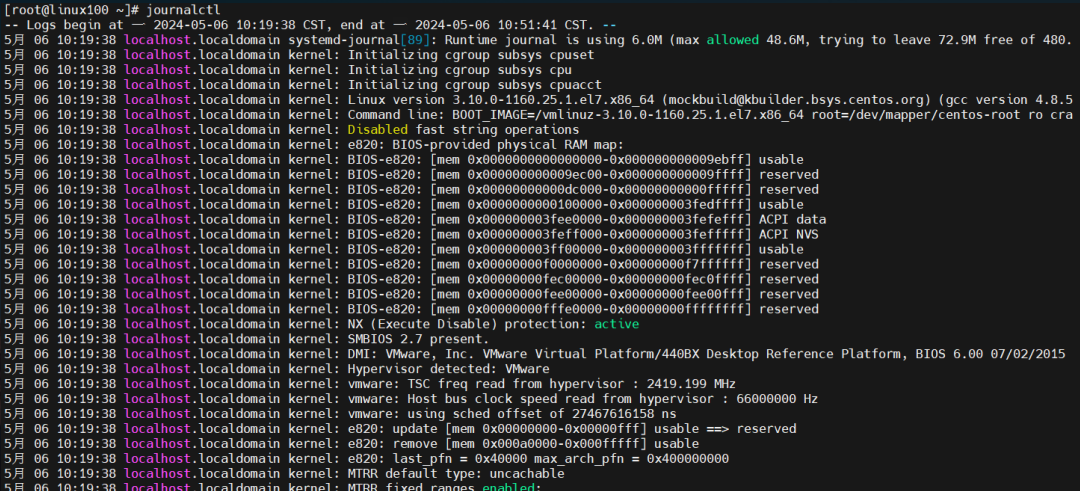 [root@linux100 ~]# journalctl
-- Logs begin at 一 2024-05-06 10:19:38 CST, end at 一 2024-05-06 10:51:41 CST. --
5月 06 10:19:38 localhost.localdomain systemd-journal[89]: Runtime journal is using 6.0M (max allowed 48.6M, trying to leave 72.9M free of 480.
5月 06 10:19:38 localhost.localdomain kernel: Initializing cgroup subsys cpuset
5月 06 10:19:38 localhost.localdomain kernel: Initializing cgroup subsys cpu
5月 06 10:19:38 localhost.localdomain kernel: Initializing cgroup subsys cpuacct
5月 06 10:19:38 localhost.localdomain kernel: Linux version 3.10.0-1160.25.1.el7.x86_64 (mockbuild@kbuilder.bsys.centos.org) (gcc version 4.8.5
5月 06 10:19:38 localhost.localdomain kernel: Command line: BOOT_IMAGE=/vmlinuz-3.10.0-1160.25.1.el7.x86_64 root=/dev/mapper/centos-root ro cra
5月 06 10:19:38 localhost.localdomain kernel: Disabled fast string operations
5月 06 10:19:38 localhost.localdomain kernel: e820: BIOS-provided physical RAM map:
5月 06 10:19:38 localhost.localdomain kernel: BIOS-e820: [mem 0x0000000000000000-0x000000000009ebff] usable
5月 06 10:19:38 localhost.localdomain kernel: BIOS-e820: [mem 0x000000000009ec00-0x000000000009ffff] reserved
5月 06 10:19:38 localhost.localdomain kernel: BIOS-e820: [mem 0x00000000000dc000-0x00000000000fffff] reserved
5月 06 10:19:38 localhost.localdomain kernel: BIOS-e820: [mem 0x0000000000100000-0x000000003fedffff] usable
5月 06 10:19:38 localhost.localdomain kernel: BIOS-e820: [mem 0x000000003fee0000-0x000000003fefefff] ACPI data
5月 06 10:19:38 localhost.localdomain kernel: BIOS-e820: [mem 0x000000003feff000-0x000000003fefffff] ACPI NVS
5月 06 10:19:38 localhost.localdomain kernel: BIOS-e820: [mem 0x000000003ff00000-0x000000003fffffff] usable
5月 06 10:19:38 localhost.localdomain kernel: BIOS-e820: [mem 0x00000000f0000000-0x00000000f7ffffff] reserved
5月 06 10:19:38 localhost.localdomain kernel: BIOS-e820: [mem 0x00000000fec00000-0x00000000fec0ffff] reserved
5月 06 10:19:38 localhost.localdomain kernel: BIOS-e820: [mem 0x00000000fee00000-0x00000000fee00fff] reserved
5月 06 10:19:38 localhost.localdomain kernel: BIOS-e820: [mem 0x00000000fffe0000-0x00000000ffffffff] reserved
5月 06 10:19:38 localhost.localdomain kernel: NX (Execute Disable) protection: active
5月 06 10:19:38 localhost.localdomain kernel: SMBIOS 2.7 present.
5月 06 10:19:38 localhost.localdomain kernel: DMI: VMware, Inc. VMware Virtual Platform/440BX Desktop Reference Platform, BIOS 6.00 07/02/2015
5月 06 10:19:38 localhost.localdomain kernel: Hypervisor detected: VMware
5月 06 10:19:38 localhost.localdomain kernel: vmware: TSC freq read from hypervisor : 2419.199 MHz
5月 06 10:19:38 localhost.localdomain kernel: vmware: Host bus clock speed read from hypervisor : 66000000 Hz
5月 06 10:19:38 localhost.localdomain kernel: vmware: using sched offset of 27467616158 ns
5月 06 10:19:38 localhost.localdomain kernel: e820: update [mem 0x00000000-0x00000fff] usable ==> reserved
5月 06 10:19:38 localhost.localdomain kernel: e820: remove [mem 0x000a0000-0x000fffff] usable
5月 06 10:19:38 localhost.localdomain kernel: e820: last_pfn = 0x40000 max_arch_pfn = 0x400000000
5月 06 10:19:38 localhost.localdomain kernel: MTRR default type: uncachable
5月 06 10:19:38 localhost.localdomain kernel: MTRR fixed ranges enabled: